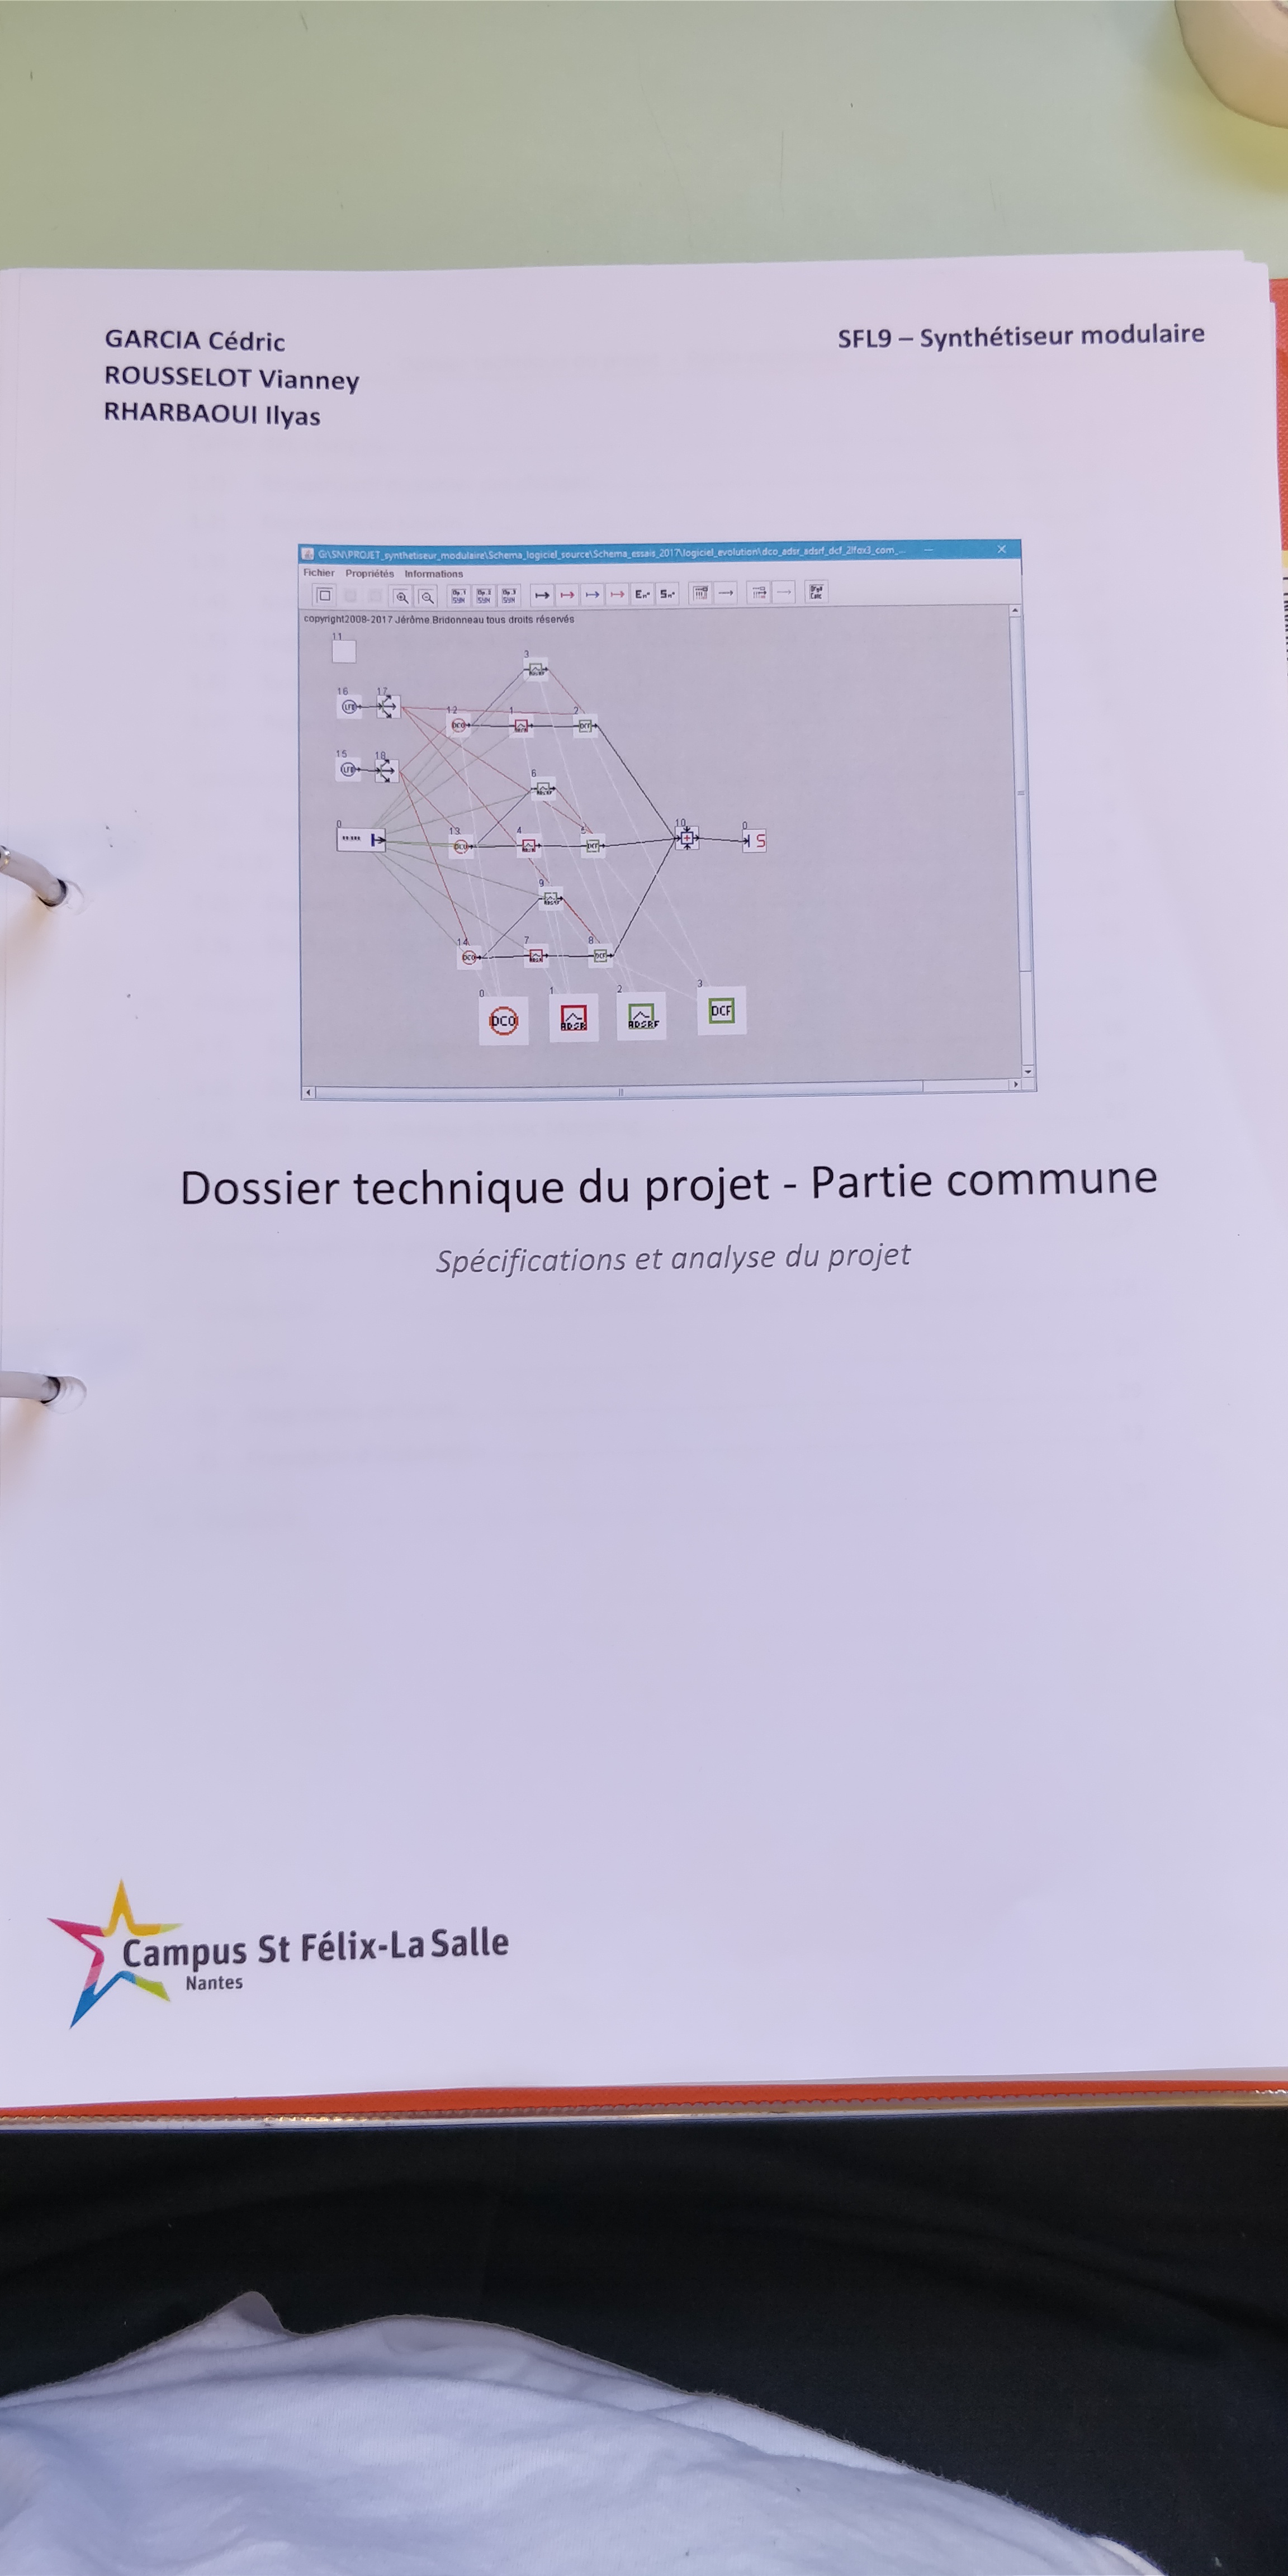 GARCIA Cédric
ROUSSELOT Vianney
RHARBAOUI Ilyas
SFL9 – Synthétiseur modulaire
G:\SN\PROJET_synthetiseur_modulaire\Schema_logiciel_source\Schema_essais_2017\logiciel_evolution\dco_adsr_adsrf_dcf_2lfox3_com_...
Fichier Propriétés Informations
copyright2008-2017 Jérôme Bridonneau tous droits réservés
11
3
16 17
12 1 2
15 18
6
0 13 4 10 0
S
9
14 7 8
0 1 2 3
DCO ADSR ADSRF DCF
Dossier technique du projet - Partie commune
Spécifications et analyse du projet
Campus St Félix-La Salle
Nantes